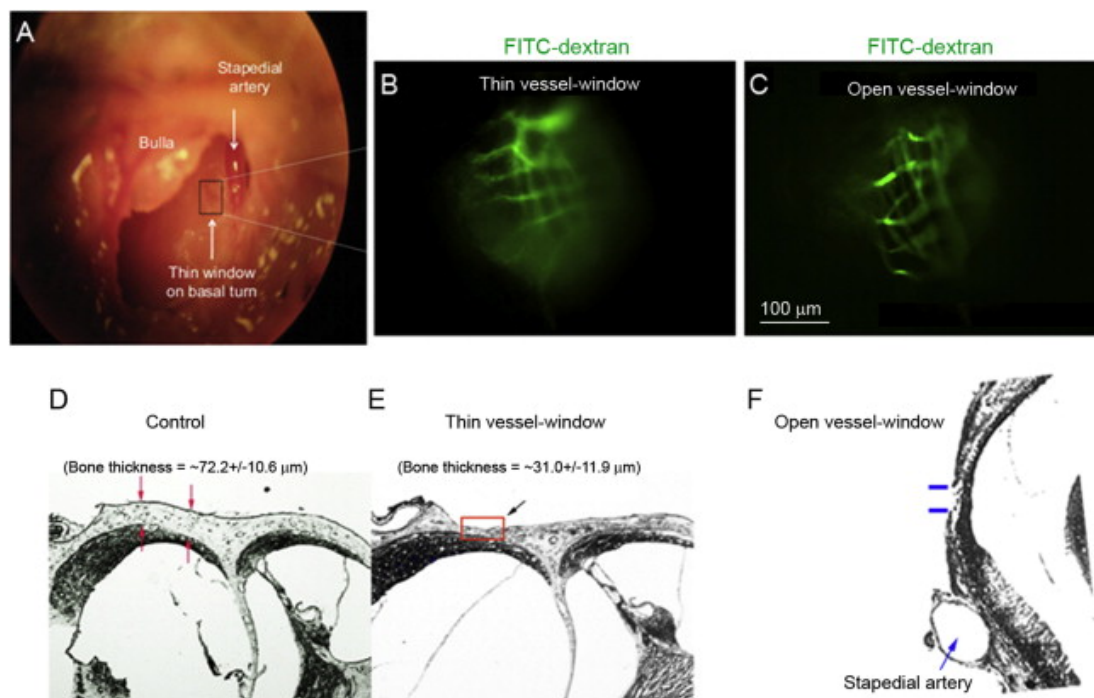 A
Stapedial
artery
Bulla
Thin window
on basal turn
FITC-dextran
B
Thin vessel-window
FITC-dextran
C
Open vessel-window
100 µm
D
Control
(Bone thickness = ~72.2+/-10.6 µm)
E
Thin vessel-window
(Bone thickness = ~31.0+/-11.9 µm)
F
Open vessel-window
Stapedial artery